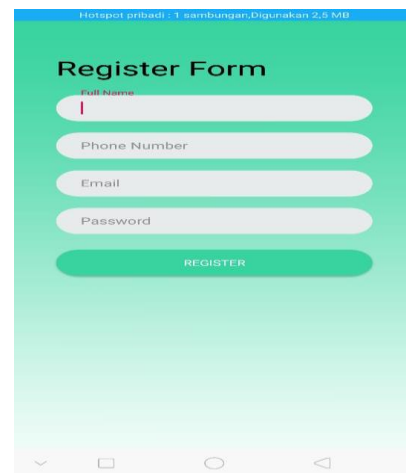 Hotspot pribadi : 1 sambungan,Digunakan 2,5 MB
Register Form
Full Name
Phone Number
Email
Password
REGISTER